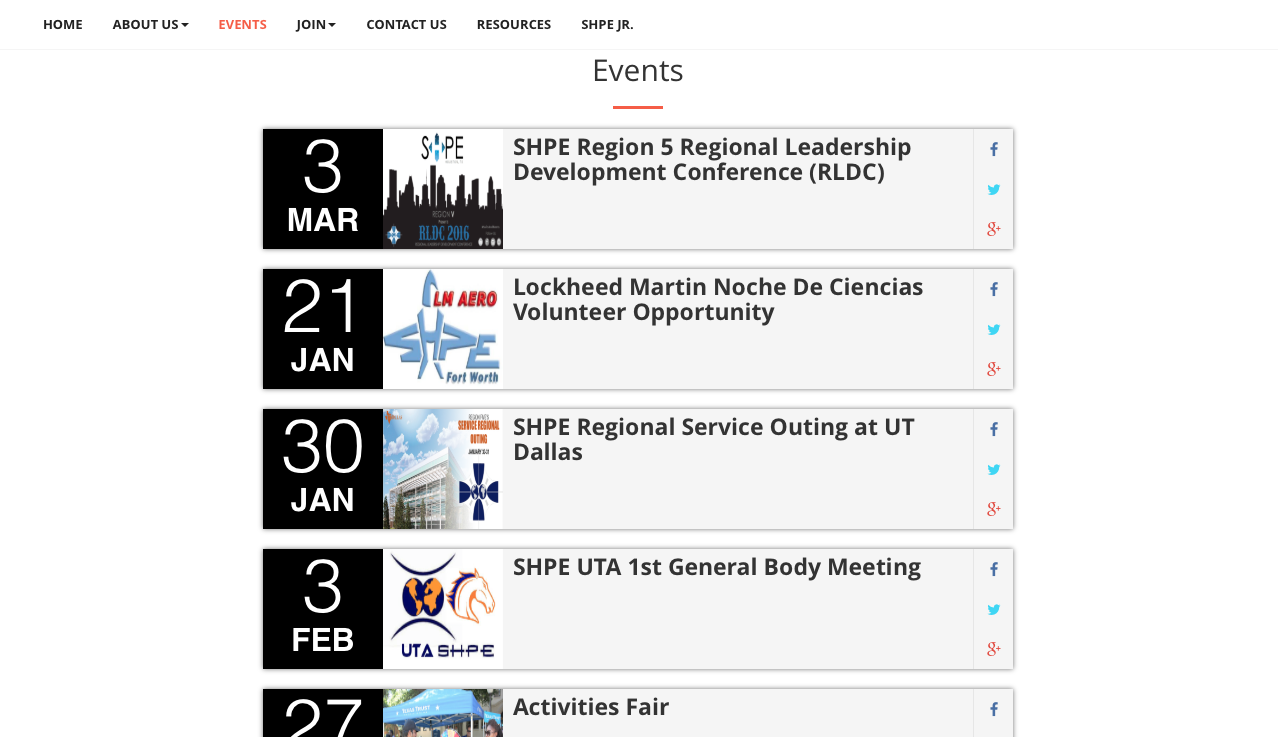 HOME ABOUT US EVENTS JOIN CONTACT US RESOURCES SHPE JR.
Events
3
MAR
SHPE
REGION V
RLDC 2016
SHPE Region 5 Regional Leadership
Development Conference (RLDC)
21
JAN
LM AERO
SHPE
Fort Worth
Lockheed Martin Noche De Ciencias
Volunteer Opportunity
30
JAN
SERVICE REGIONAL
OUTING
SHPE Regional Service Outing at UT
Dallas
3
FEB
UTA SHPE
SHPE UTA 1st General Body Meeting
27
Activities Fair